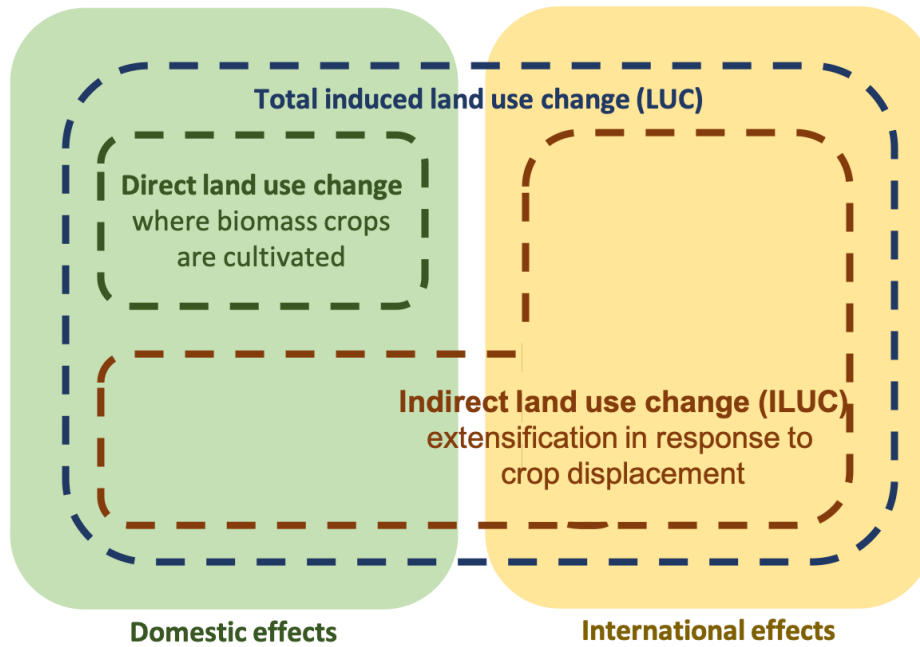 Total induced land use change (LUC)
Direct land use change
where biomass crops
are cultivated
Indirect land use change (ILUC)
extensification in response to
crop displacement
Domestic effects
International effects